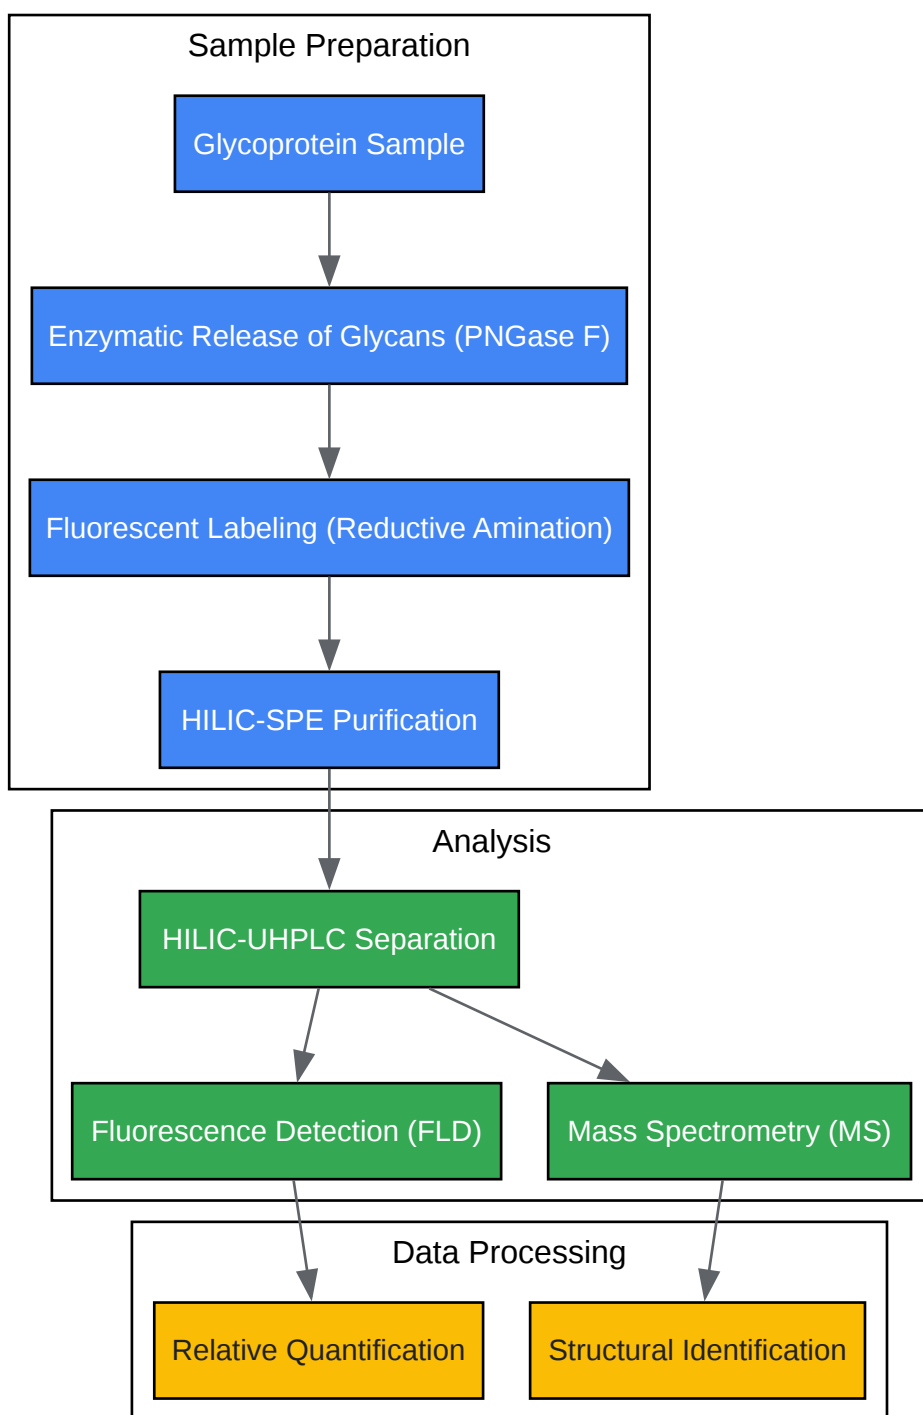 Sample Preparation
Glycoprotein Sample
Enzymatic Release of Glycans (PNGase F)
Fluorescent Labeling (Reductive Amination)
HILIC-SPE Purification
Analysis
HILIC-UHPLC Separation
Fluorescence Detection (FLD)
Mass Spectrometry (MS)
Data Processing
Relative Quantification
Structural Identification